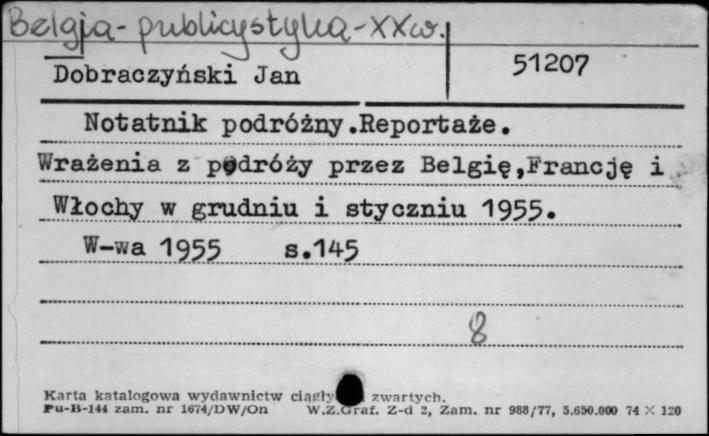 Belgja - publicystyka - XX w.
Dobraczyński Jan 51207
Notatnik podróżny.Reportaże.
Wrażenia z podróży przez Belgię,Francję i
Włochy w grudniu i styczniu 1955.
W-wa 1955 s.145
8
Karta katalogowa wydawnictw ciągły zwartych.
Pu-B-144 zam. nr 1674/DW/On W.Z.Graf. Z-d 2, Zam. nr 988/77, 5.650.000 74 X 120